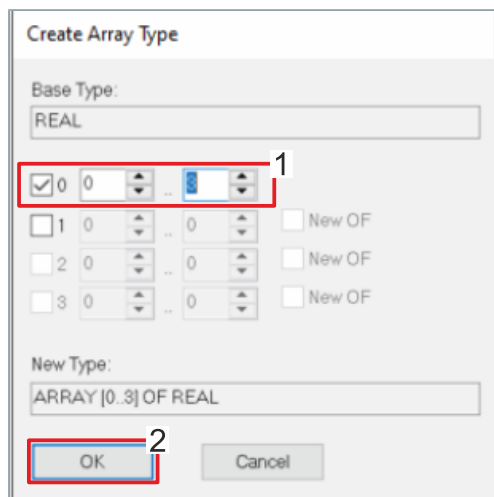 Create Array Type
Base Type:
REAL
1
0 0 .. 3
1 0 .. 0 New OF
2 0 .. 0 New OF
3 0 .. 0 New OF
New Type:
ARRAY [0..3] OF REAL
2
OK Cancel